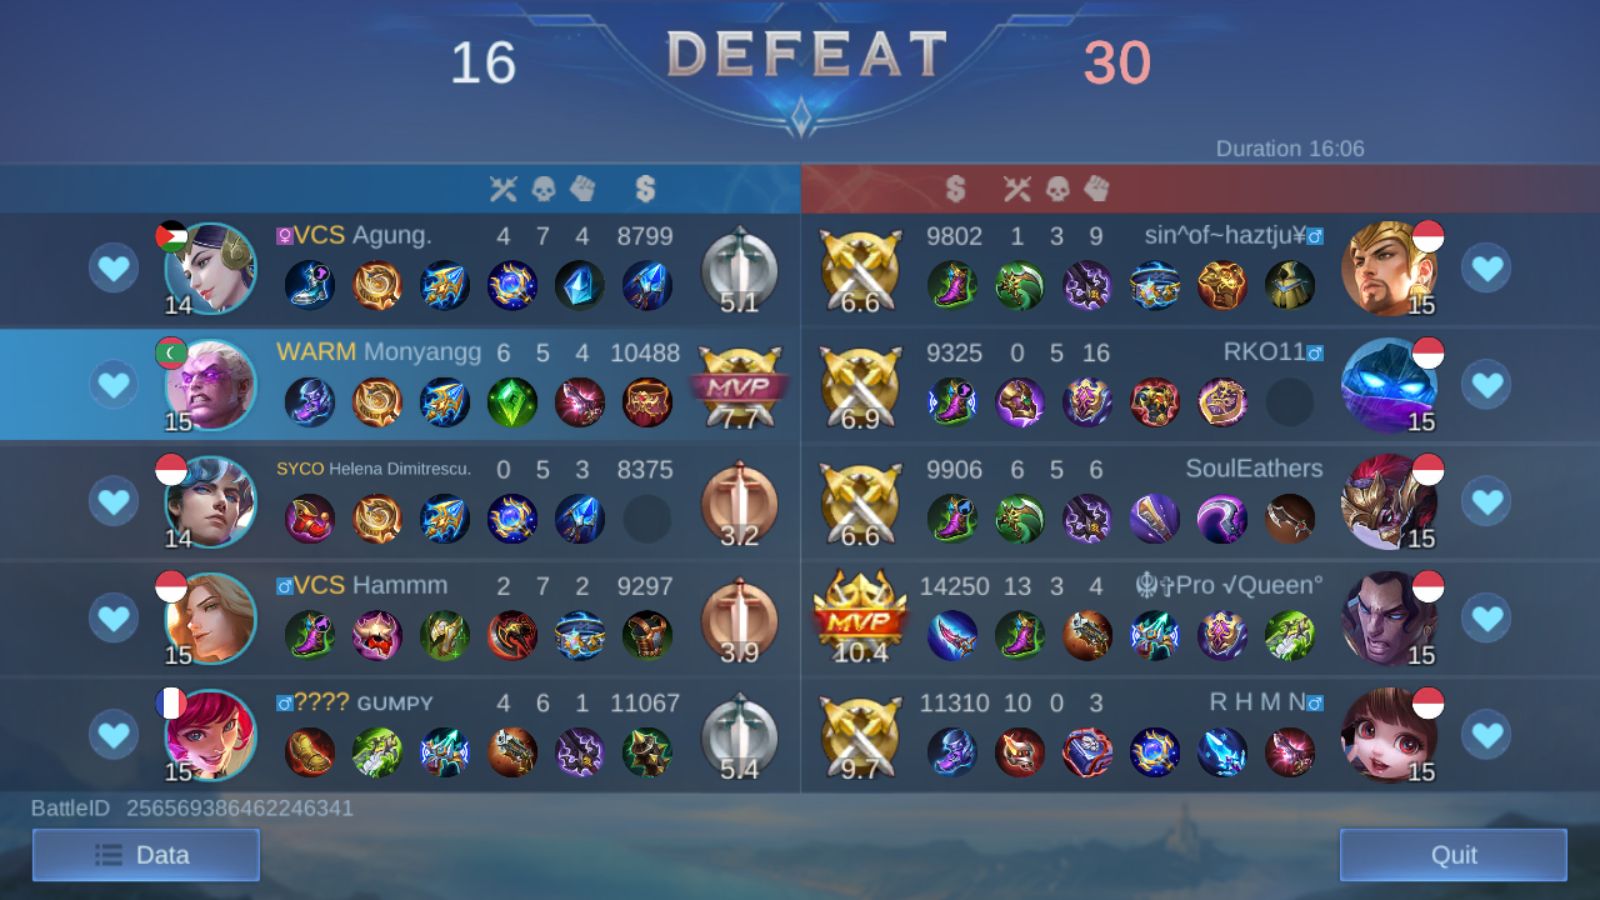 16 DEFEAT 30
Duration 16:06
VCS Agung. 4 7 4 8799
14 5.1
9802 1 3 9 sin^of~haztju¥
6.6 15
WARM Monyangg 6 5 4 10488
15 MVP 7.7
9325 0 5 16 RKO11
6.9 15
SYCO Helena Dimitrescu. 0 5 3 8375
14 3.2
9906 6 5 6 SoulEathers
6.6 15
VCS Hammm 2 7 2 9297
15 3.9
14250 13 3 4 Pro √Queen°
MVP 10.4 15
???? GUMPY 4 6 1 11067
15 5.4
11310 10 0 3 R H M N
9.7 15
BattleID 256569386462246341
Data
Quit